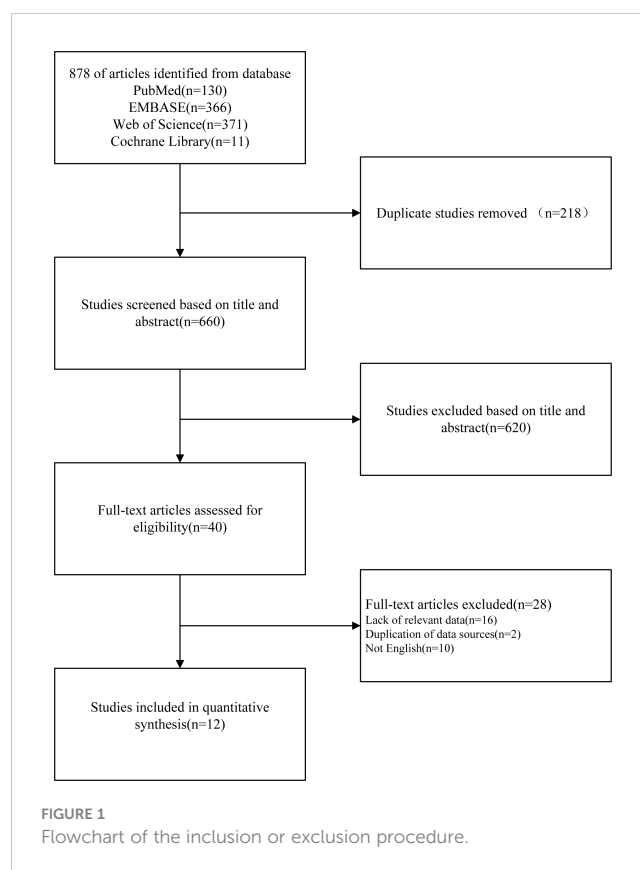 878 of articles identified from database
PubMed(n=130)
EMBASE(n=366)
Web of Science(n=371)
Cochrane Library(n=11)
Duplicate studies removed （n=218）
Studies screened based on title and
abstract(n=660)
Studies excluded based on title and
abstract(n=620)
Full-text articles assessed for
eligibility(n=40)
Full-text articles excluded(n=28)
Lack of relevant data(n=16)
Duplication of data sources(n=2)
Not English(n=10)
Studies included in quantitative
synthesis(n=12)
FIGURE 1
Flowchart of the inclusion or exclusion procedure.